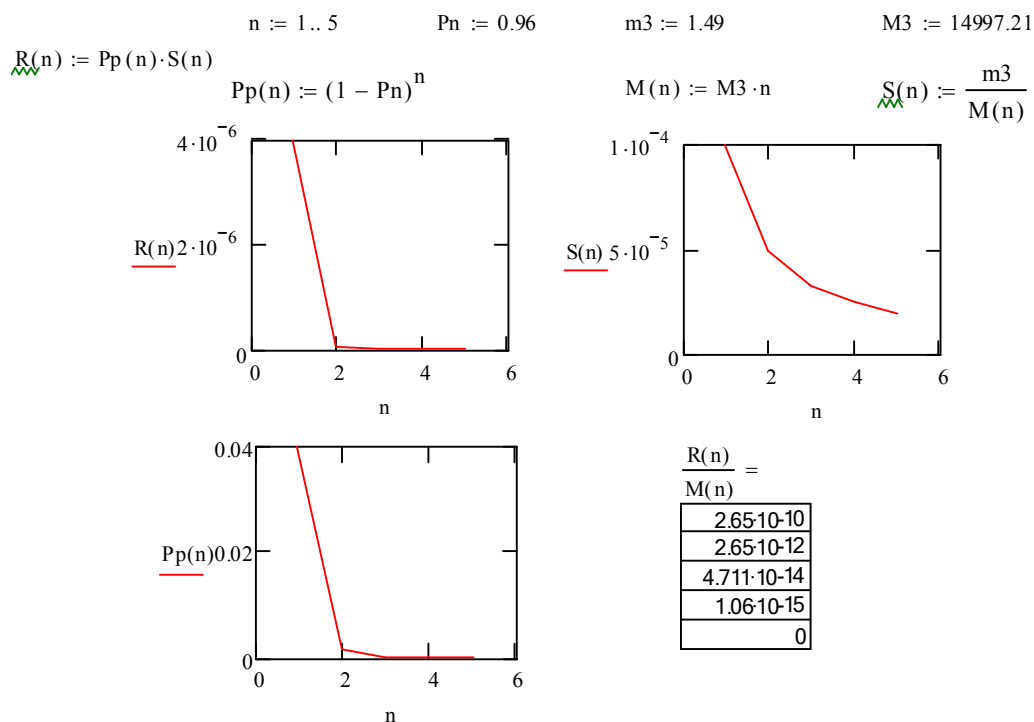 n := 1 .. 5 Pn := 0.96 m3 := 1.49 M3 := 14997.21
R(n) := Pp(n)·S(n)
Pp(n) := (1 − Pn)^n M(n) := M3·n S(n) := m3/M(n)
4·10^−6
R(n) 2·10^−6
0
0 2 4 6
n
1·10^−4
S(n) 5·10^−5
0
0 2 4 6
n
0.04
Pp(n) 0.02
0
0 2 4 6
n
R(n)/M(n) =
2.65·10-10
2.65·10-12
4.711·10-14
1.06·10-15
0